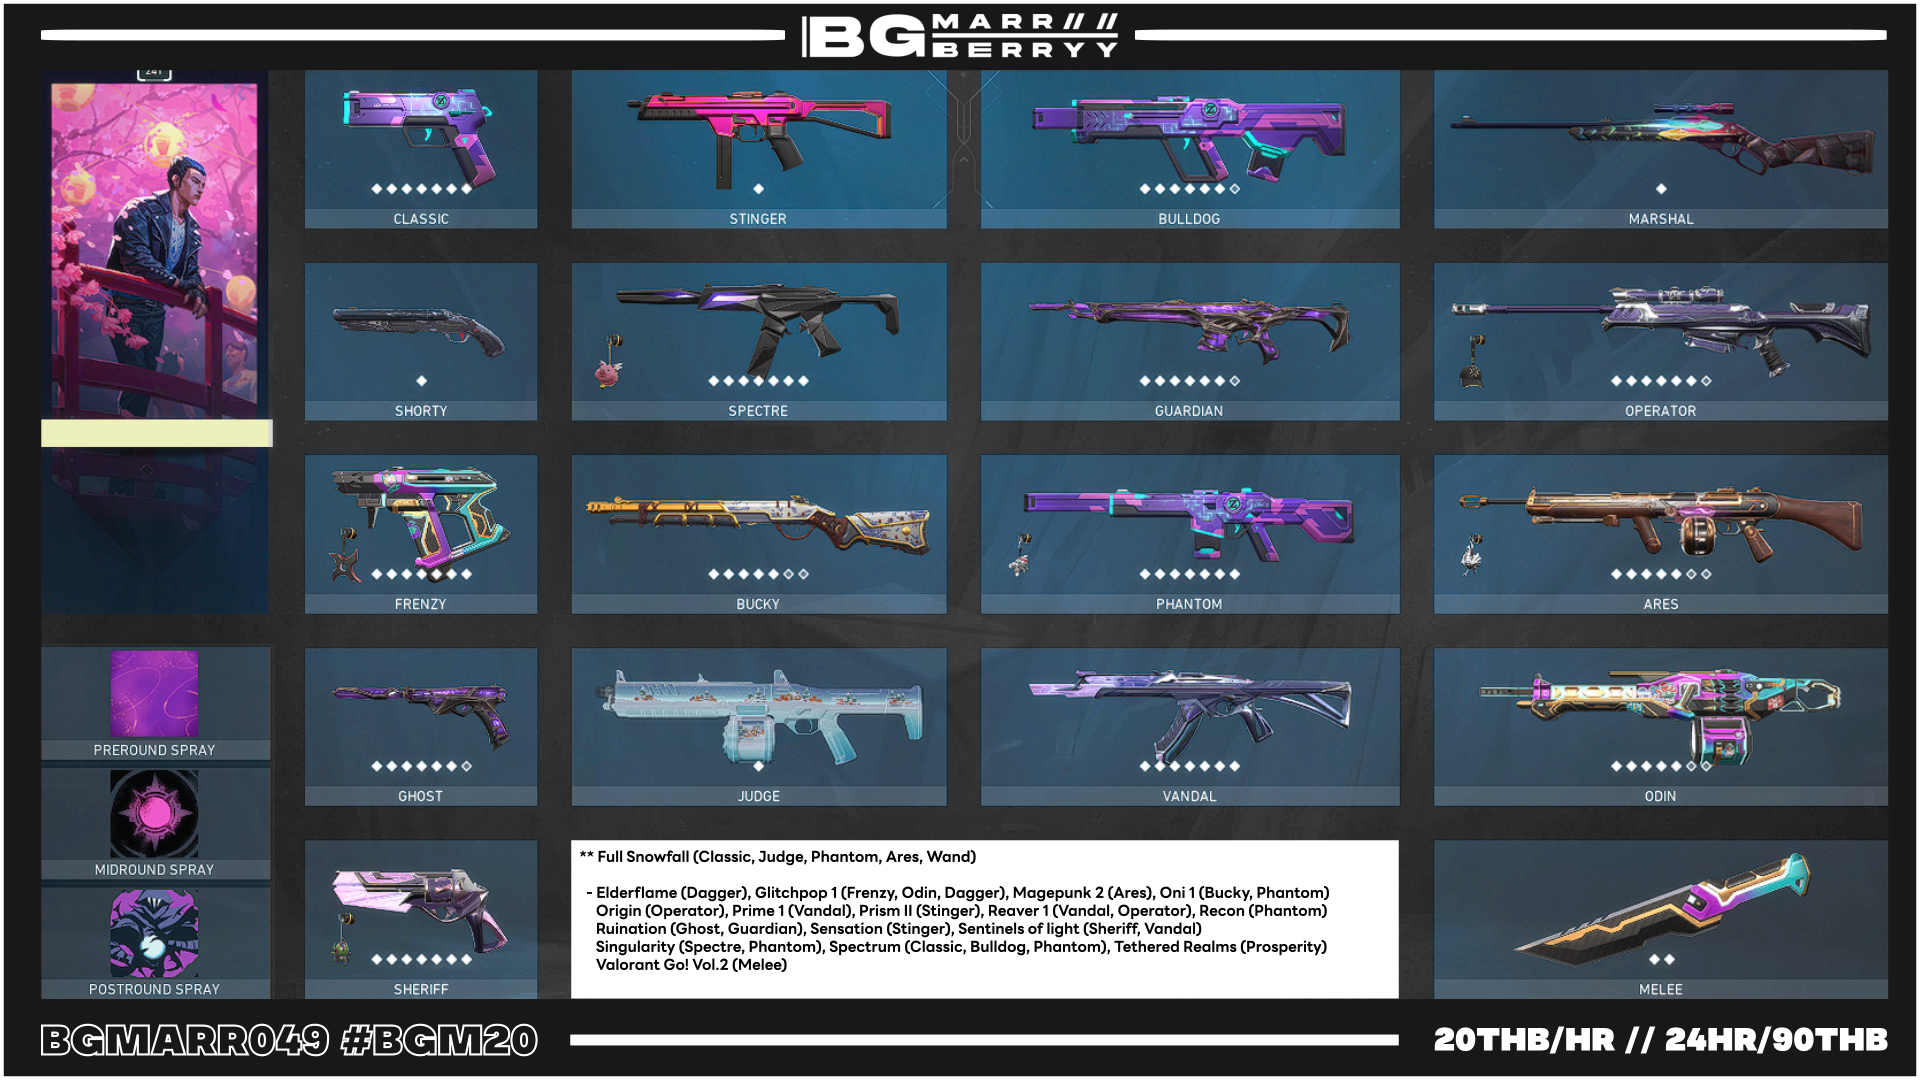 BG MARR// //
BERRYY
241
CLASSIC
STINGER
BULLDOG
MARSHAL
SHORTY
SPECTRE
GUARDIAN
OPERATOR
FRENZY
BUCKY
PHANTOM
ARES
PREROUND SPRAY
GHOST
JUDGE
VANDAL
ODIN
MIDROUND SPRAY
POSTROUND SPRAY
SHERIFF
** Full Snowfall (Classic, Judge, Phantom, Ares, Wand)
- Elderflame (Dagger), Glitchpop 1 (Frenzy, Odin, Dagger), Magepunk 2 (Ares), Oni 1 (Bucky, Phantom)
Origin (Operator), Prime 1 (Vandal), Prism II (Stinger), Reaver 1 (Vandal, Operator), Recon (Phantom)
Ruination (Ghost, Guardian), Sensation (Stinger), Sentinels of light (Sheriff, Vandal)
Singularity (Spectre, Phantom), Spectrum (Classic, Bulldog, Phantom), Tethered Realms (Prosperity)
Valorant Go! Vol.2 (Melee)
MELEE
BGMARR049 #BGM20
20THB/HR // 24HR/90THB